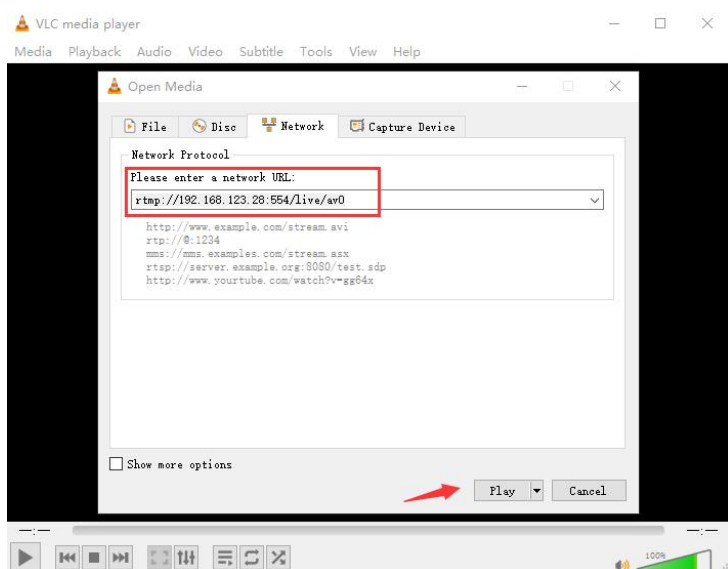 VLC media player
Media Playback Audio Video Subtitle Tools View Help
Open Media
File Disc Network Capture Device
Network Protocol
Please enter a network URL:
rtmp://192.168.123.28:554/live/av0
http://www.example.com/stream.avi
rtp://@:1234
mms://mms.examples.com/stream.asx
rtsp://server.example.org:8080/test.sdp
http://www.yourtube.com/watch?v=gg64x
Show more options
Play Cancel
--:-- --:--
100%